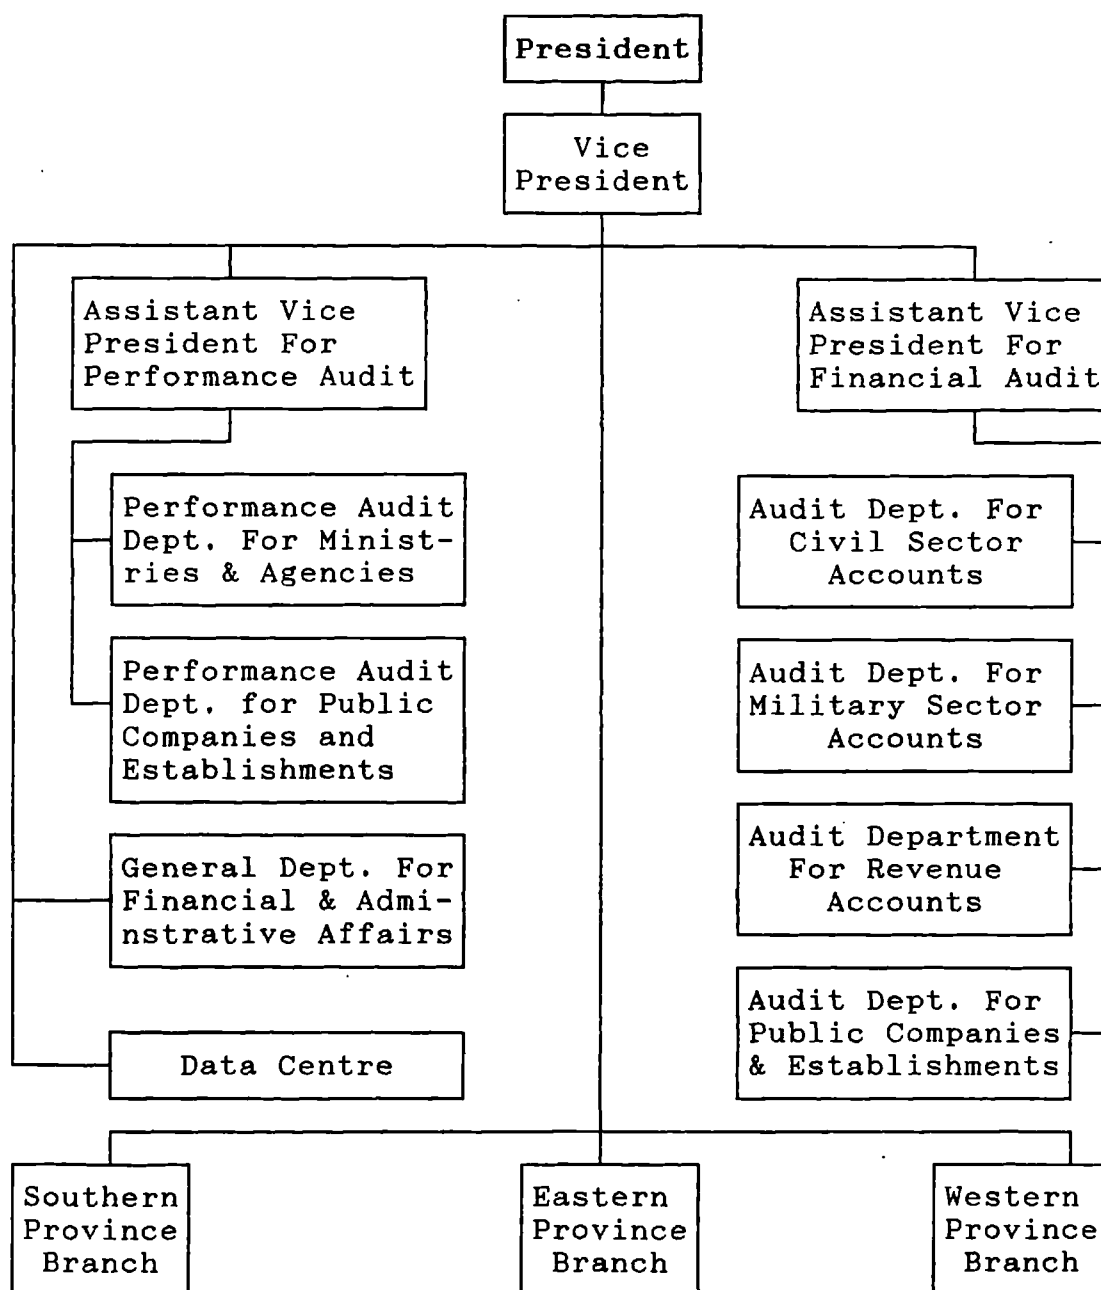 President
Vice
President
Assistant Vice
President For
Performance Audit
Assistant Vice
President For
Financial Audit
Performance Audit
Dept. For Minist-
ries & Agencies
Audit Dept. For
Civil Sector
Accounts
Performance Audit
Dept. for Public
Companies and
Establishments
Audit Dept. For
Military Sector
Accounts
General Dept. For
Financial & Admi-
nstrative Affairs
Audit Department
For Revenue
Accounts
Data Centre
Audit Dept. For
Public Companies
& Establishments
Southern
Province
Branch
Eastern
Province
Branch
Western
Province
Branch